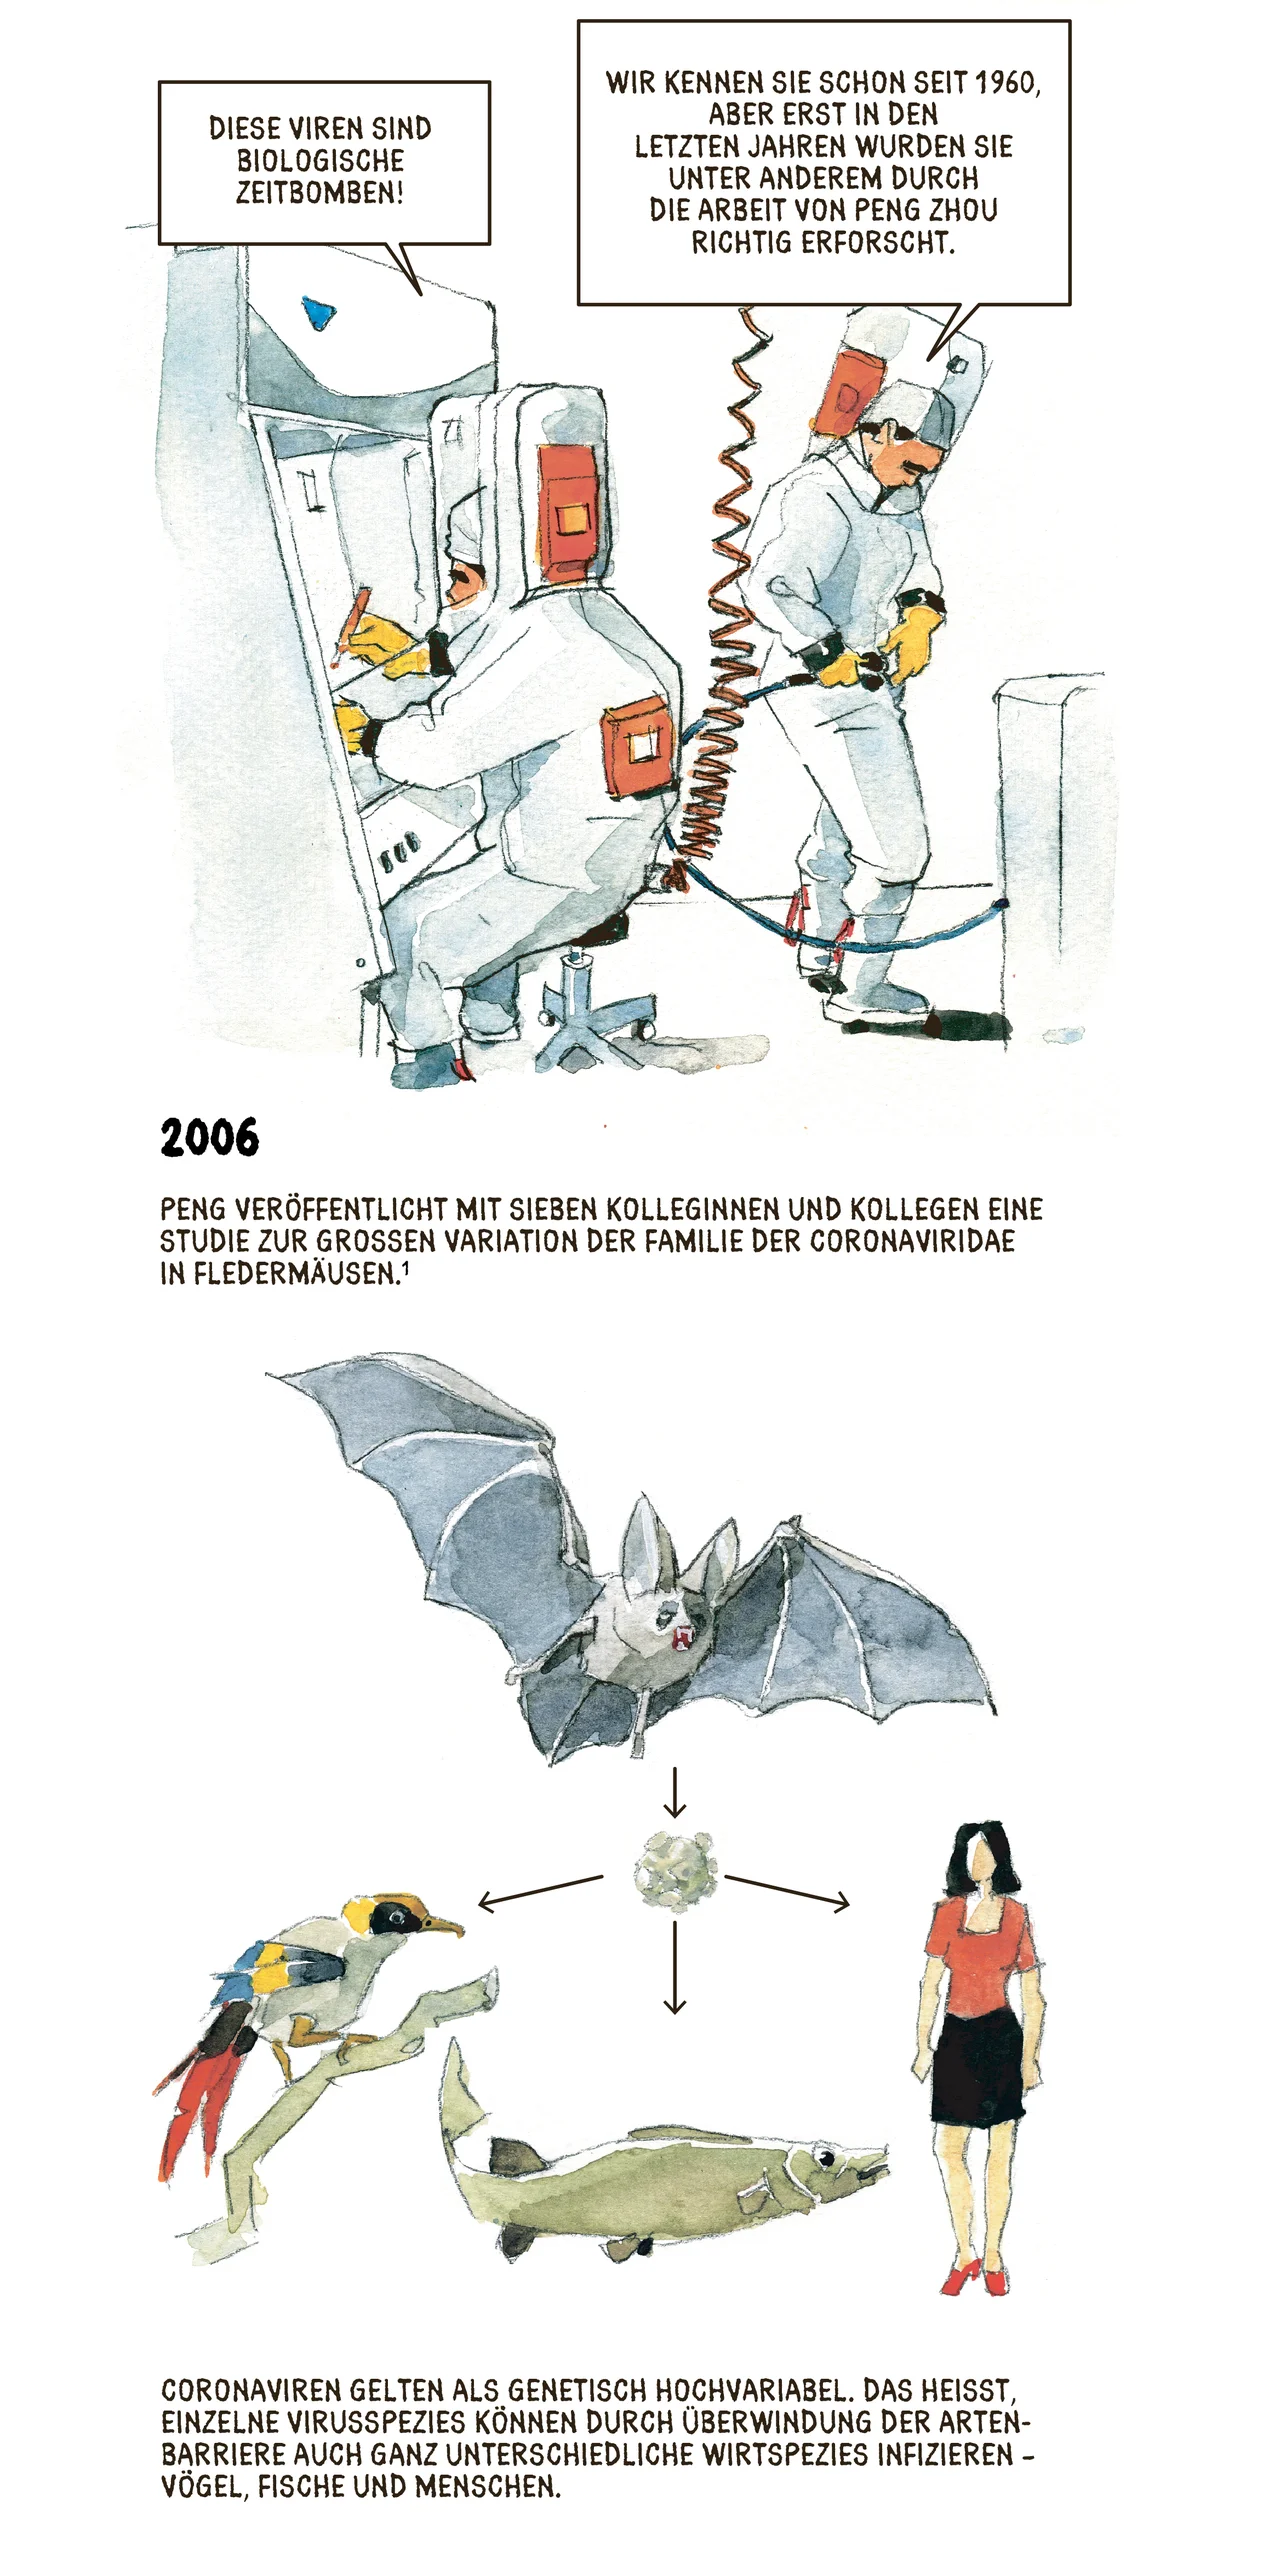 DIESE VIREN SIND
BIOLOGISCHE
ZEITBOMBEN!
WIR KENNEN SIE SCHON SEIT 1960,
ABER ERST IN DEN
LETZTEN JAHREN WURDEN SIE
UNTER ANDEREM DURCH
DIE ARBEIT VON PENG ZHOU
RICHTIG ERFORSCHT.
2006
PENG VERÖFFENTLICHT MIT SIEBEN KOLLEGINNEN UND KOLLEGEN EINE
STUDIE ZUR GROSSEN VARIATION DER FAMILIE DER CORONAVIRIDAE
IN FLEDERMÄUSEN.¹
CORONAVIREN GELTEN ALS GENETISCH HOCHVARIABEL. DAS HEISST,
EINZELNE VIRUSSPEZIES KÖNNEN DURCH ÜBERWINDUNG DER ARTEN-
BARRIERE AUCH GANZ UNTERSCHIEDLICHE WIRTSPEZIES INFIZIEREN –
VÖGEL, FISCHE UND MENSCHEN.